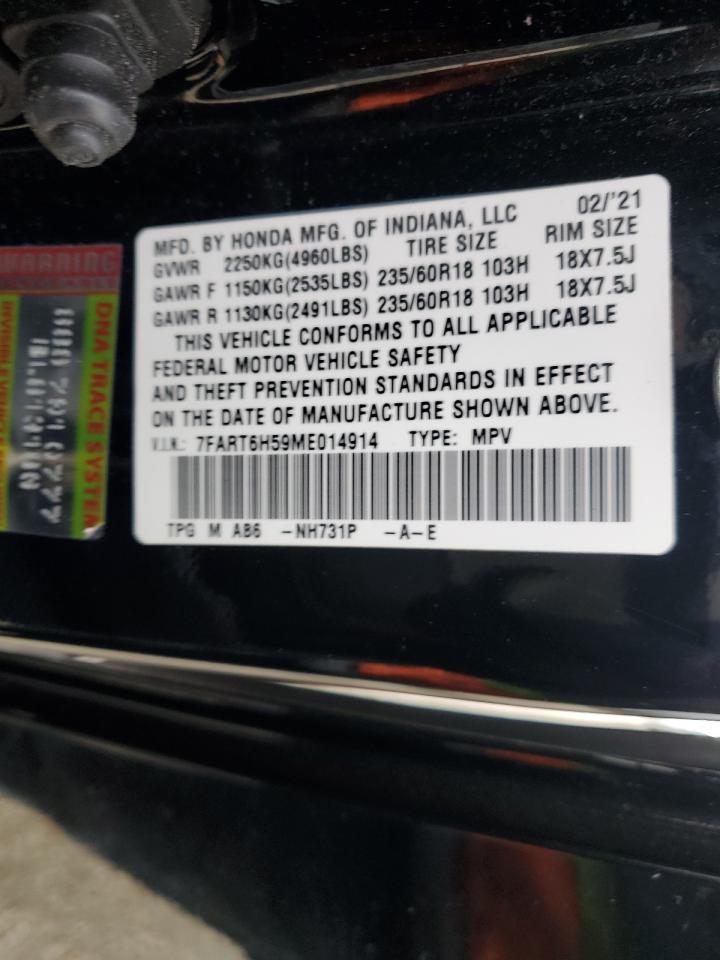 MFD. BY HONDA MFG. OF INDIANA, LLC 02/'21
GVWR 2250KG(4960LBS) TIRE SIZE RIM SIZE
GAWR F 1150KG(2535LBS) 235/60R18 103H 18X7.5J
GAWR R 1130KG(2491LBS) 235/60R18 103H 18X7.5J
THIS VEHICLE CONFORMS TO ALL APPLICABLE
FEDERAL MOTOR VEHICLE SAFETY
AND THEFT PREVENTION STANDARDS IN EFFECT
ON THE DATE OF MANUFACTURE SHOWN ABOVE.
V.I.N.: 7FART6H59ME014914 TYPE: MPV
TPG M AB6 -NH731P -A-E
WARNING
DNA TRACE SYSTEM